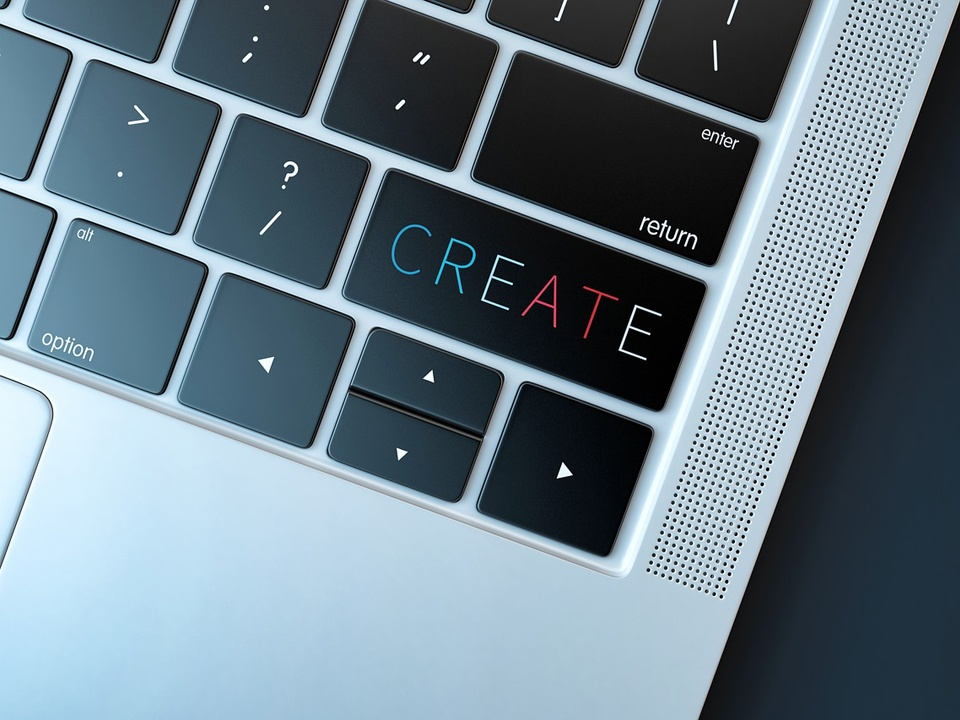 : ;
" ,
]
| \
enter
return
> .
? /
CREATE
alt
option